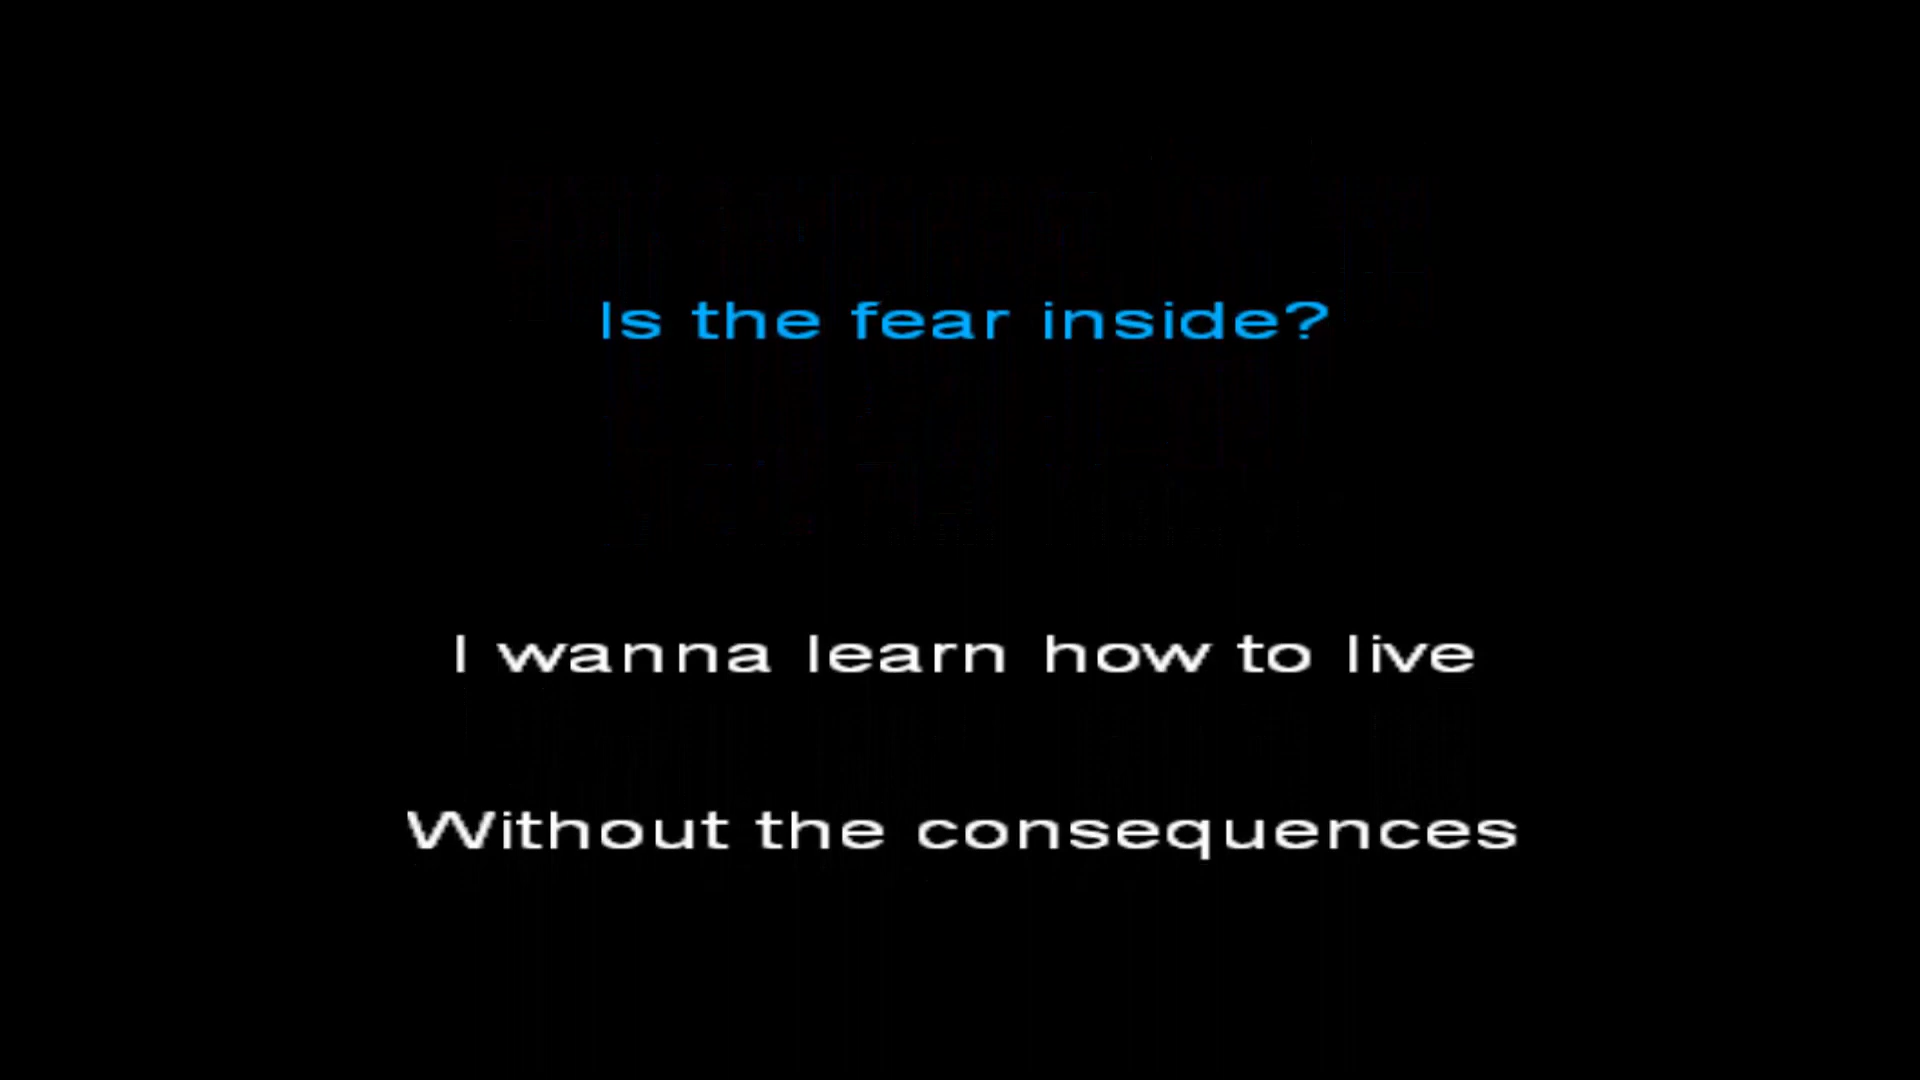 Is the fear inside?
I wanna learn how to live
Without the consequences